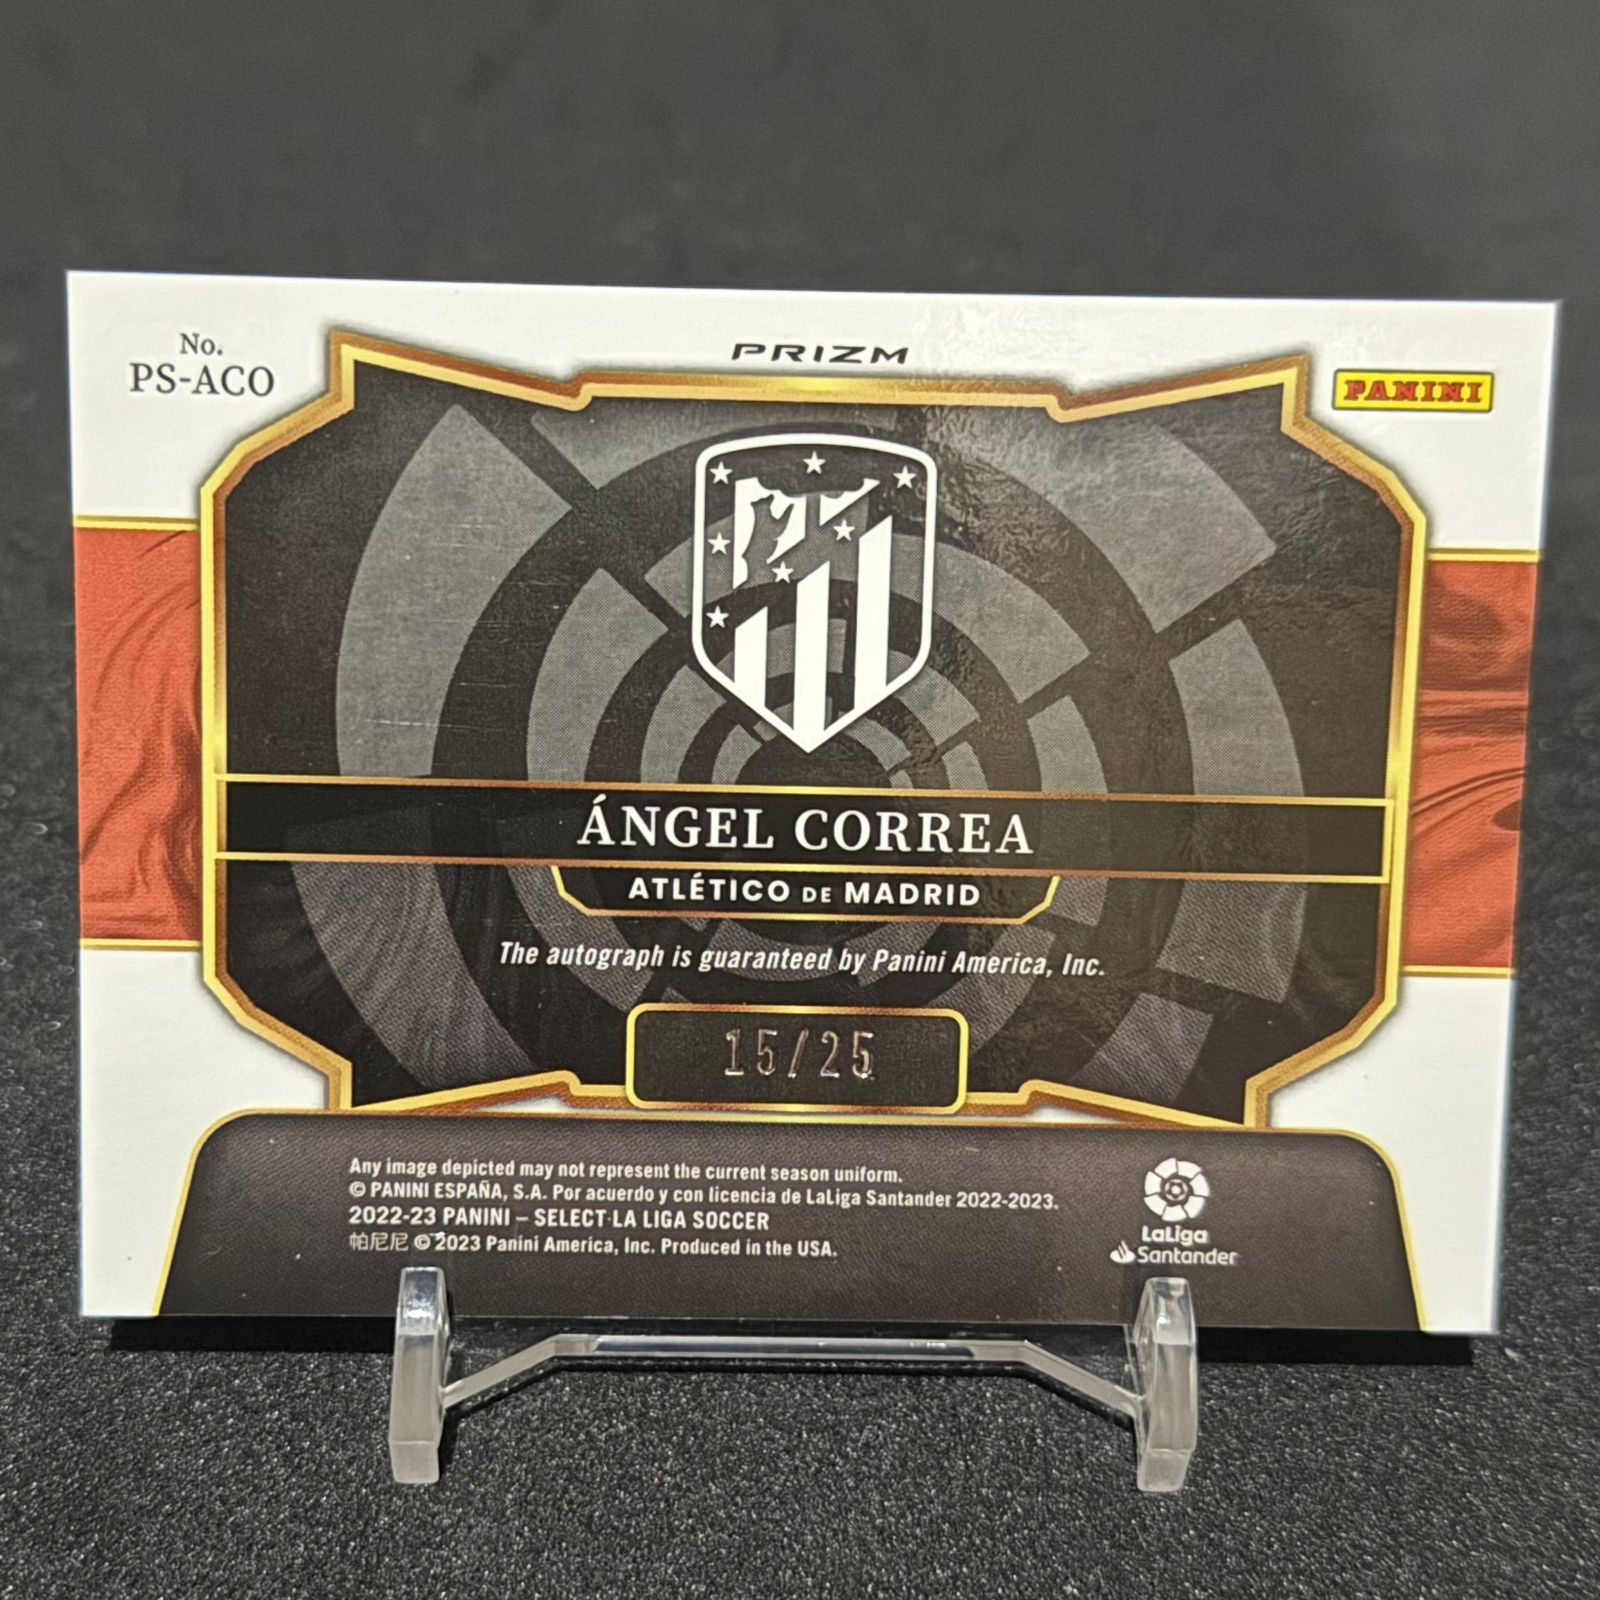 No.
PS-ACO
PRIZM
PANINI
ÁNGEL CORREA
ATLÉTICO DE MADRID
The autograph is guaranteed by Panini America, Inc.
15/25
Any image depicted may not represent the current season uniform.
© PANINI ESPAÑA, S.A. Por acuerdo y con licencia de LaLiga Santander 2022-2023.
2022-23 PANINI – SELECT LA LIGA SOCCER
帕尼尼 © 2023 Panini America, Inc. Produced in the USA.
LaLiga
Santander